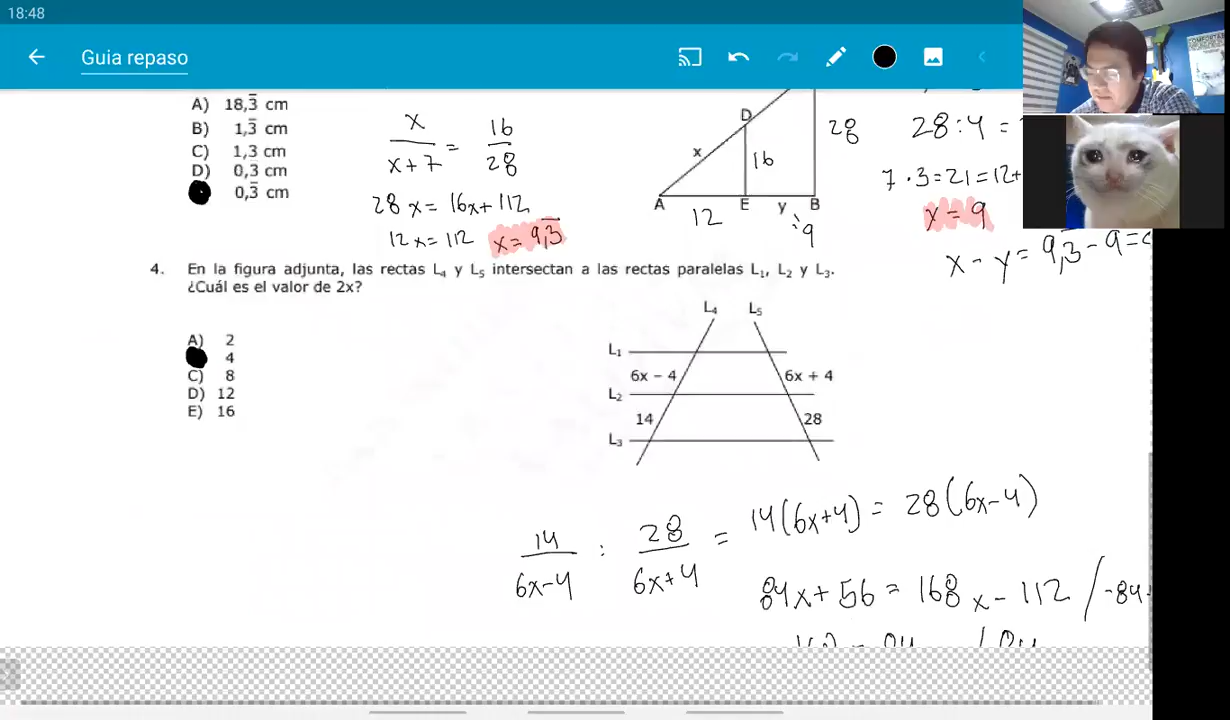 18:48
Guia repaso
A) 18,3̅ cm
B) 1,3̅ cm
C) 1,3 cm
D) 0,3 cm
0,3̅ cm
x/(x+7) = 16/28
28x = 16x+112
12x = 112 x = 9,3̅
D
x
16
28
A E y B
12 ∴9
28:4 =
7·3=21=12+
x = 9
x - y = 9,3̅ - 9 =
4. En la figura adjunta, las rectas L₄ y L₅ intersectan a las rectas paralelas L₁, L₂ y L₃.
¿Cuál es el valor de 2x?
A) 2
4
C) 8
D) 12
E) 16
L₄ L₅
L₁
6x − 4 6x + 4
L₂
14 28
L₃
14/(6x-4) : 28/(6x+4) = 14(6x+4) = 28(6x-4)
84x+56 = 168x - 112 /-84